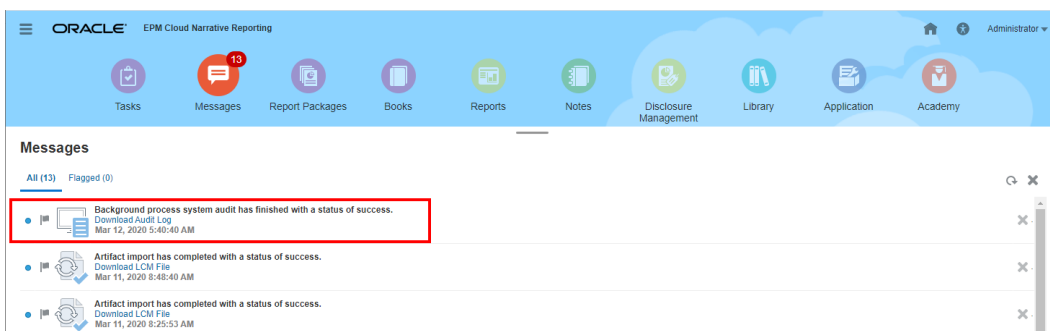 ORACLE EPM Cloud Narrative Reporting
Administrator
13
Tasks
Messages
Report Packages
Books
Reports
Notes
Disclosure
Management
Library
Application
Academy
Messages
All (13) Flagged (0)
Background process system audit has finished with a status of success.
Download Audit Log
Mar 12, 2020 5:40:40 AM
Artifact import has completed with a status of success.
Download LCM File
Mar 11, 2020 8:48:40 AM
Artifact import has completed with a status of success.
Download LCM File
Mar 11, 2020 8:25:53 AM